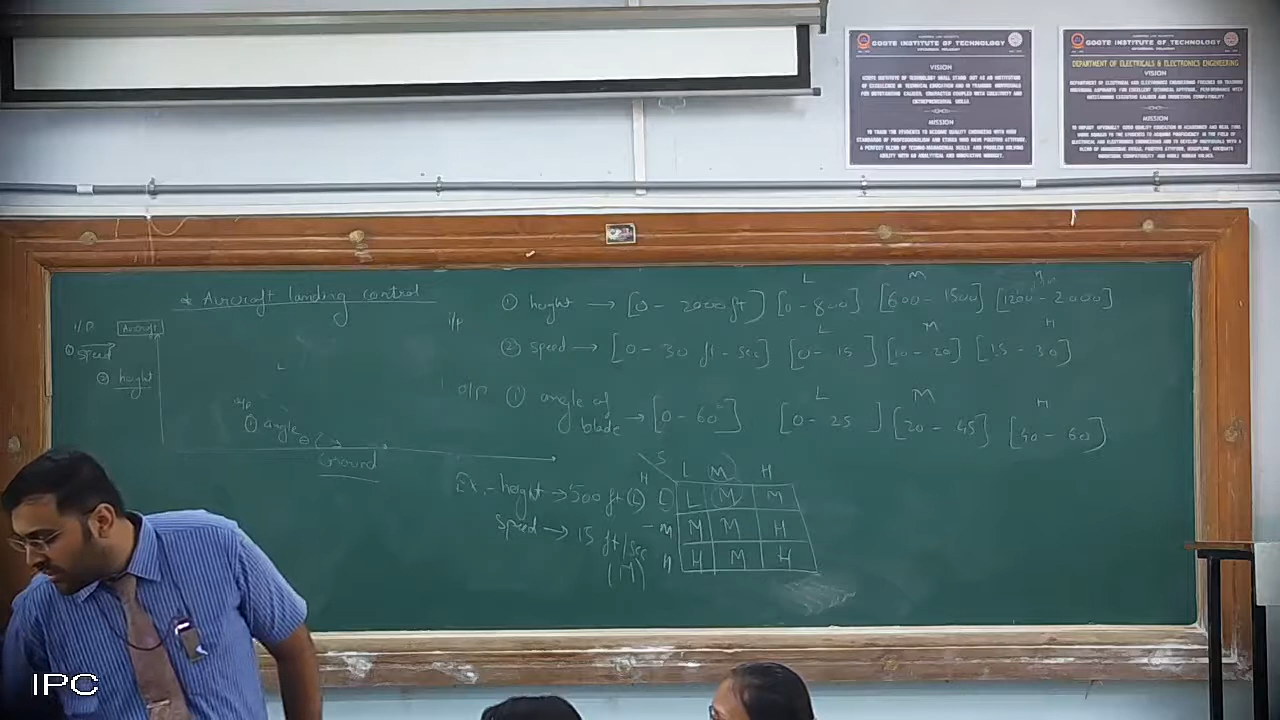 GOGTE INSTITUTE OF TECHNOLOGY
VISION
MISSION
GOGTE INSTITUTE OF TECHNOLOGY
DEPARTMENT OF ELECTRICALS & ELECTRONICS ENGINEERING
VISION
MISSION
* Aircraft landing control
i/p
Aircraft
① speed
② height
L
o/p
① angle
θ
Ground
i/p
L M H
① height → [0 - 2000 ft] [0 - 800] [600 - 1500] [1200 - 2000]
L M H
② speed → [0 - 30 ft - sec] [0 - 15] [10 - 20] [15 - 30]
o/p
L M H
① angle of
blade → [0 - 60°] [0 - 25] [20 - 45] [40 - 60]
S
H
L M H
Ex. - height → 500 ft (L)
speed → 15 ft/sec
(M)
L L M M
M M M H
H H M H
IPC